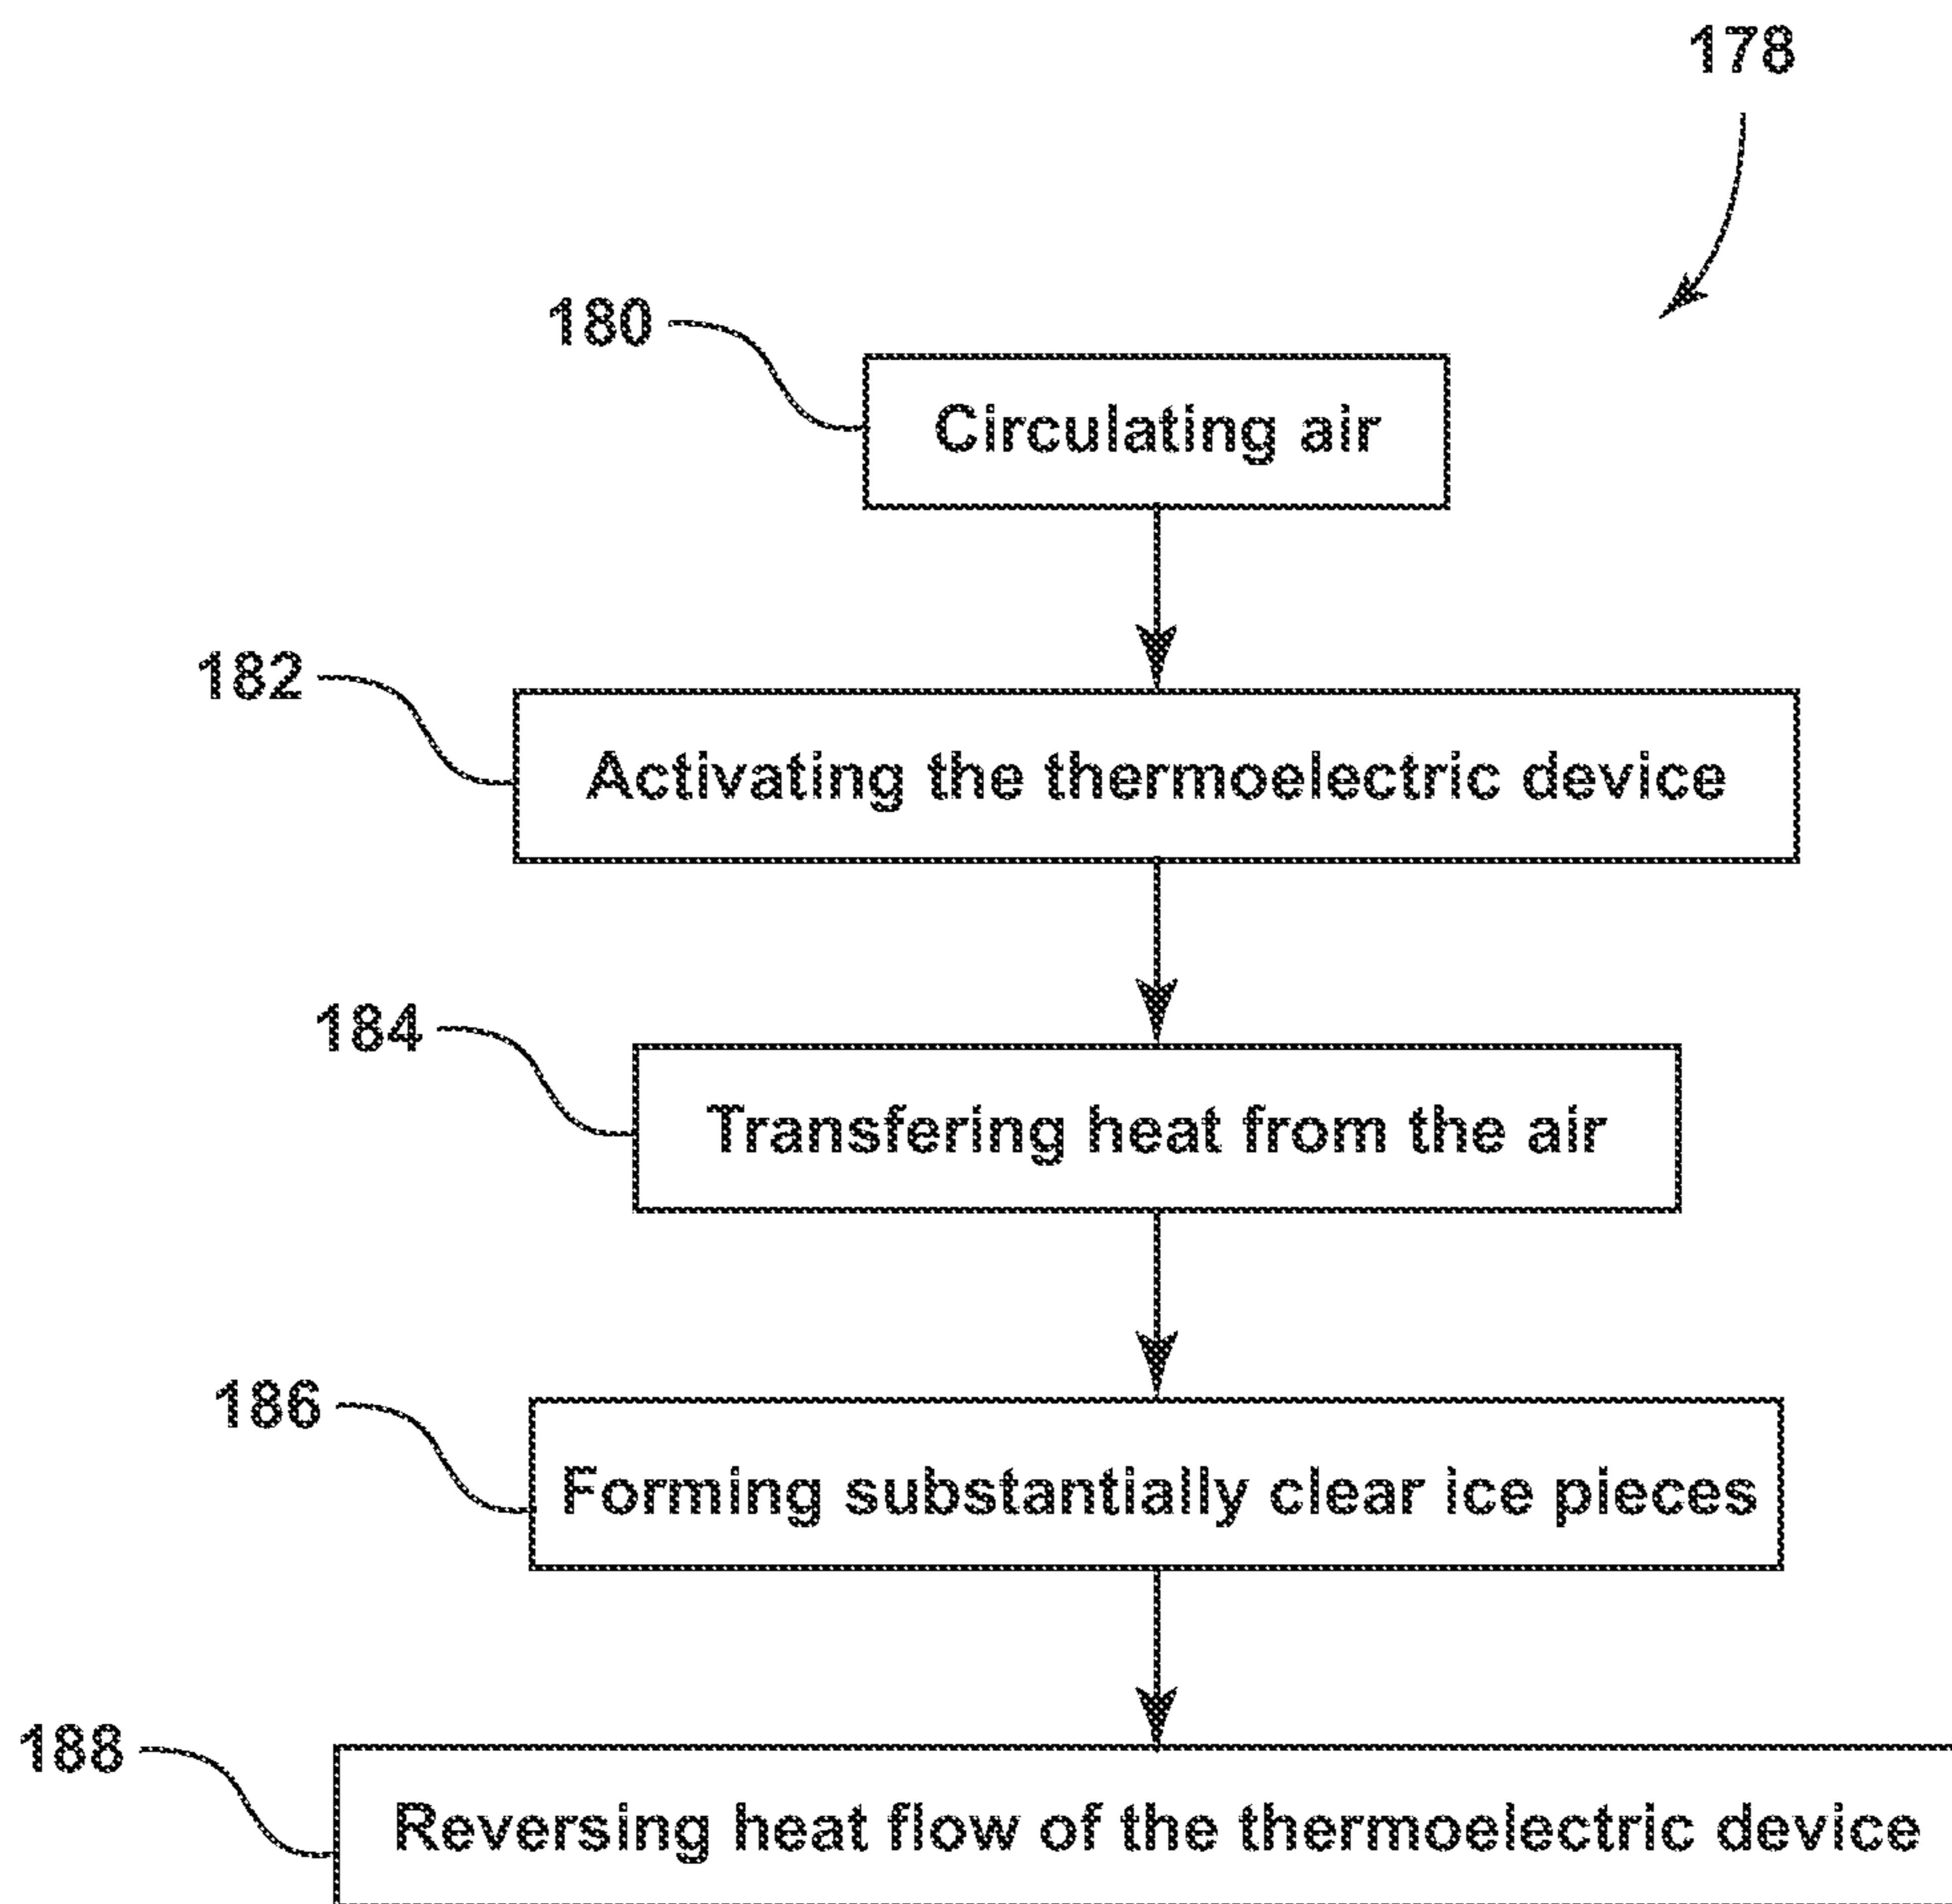 178
180
Circulating air
182
Activating the thermoelectric device
184
Transfering heat from the air
186
Forming substantially clear ice pieces
188
Reversing heat flow of the thermoelectric device